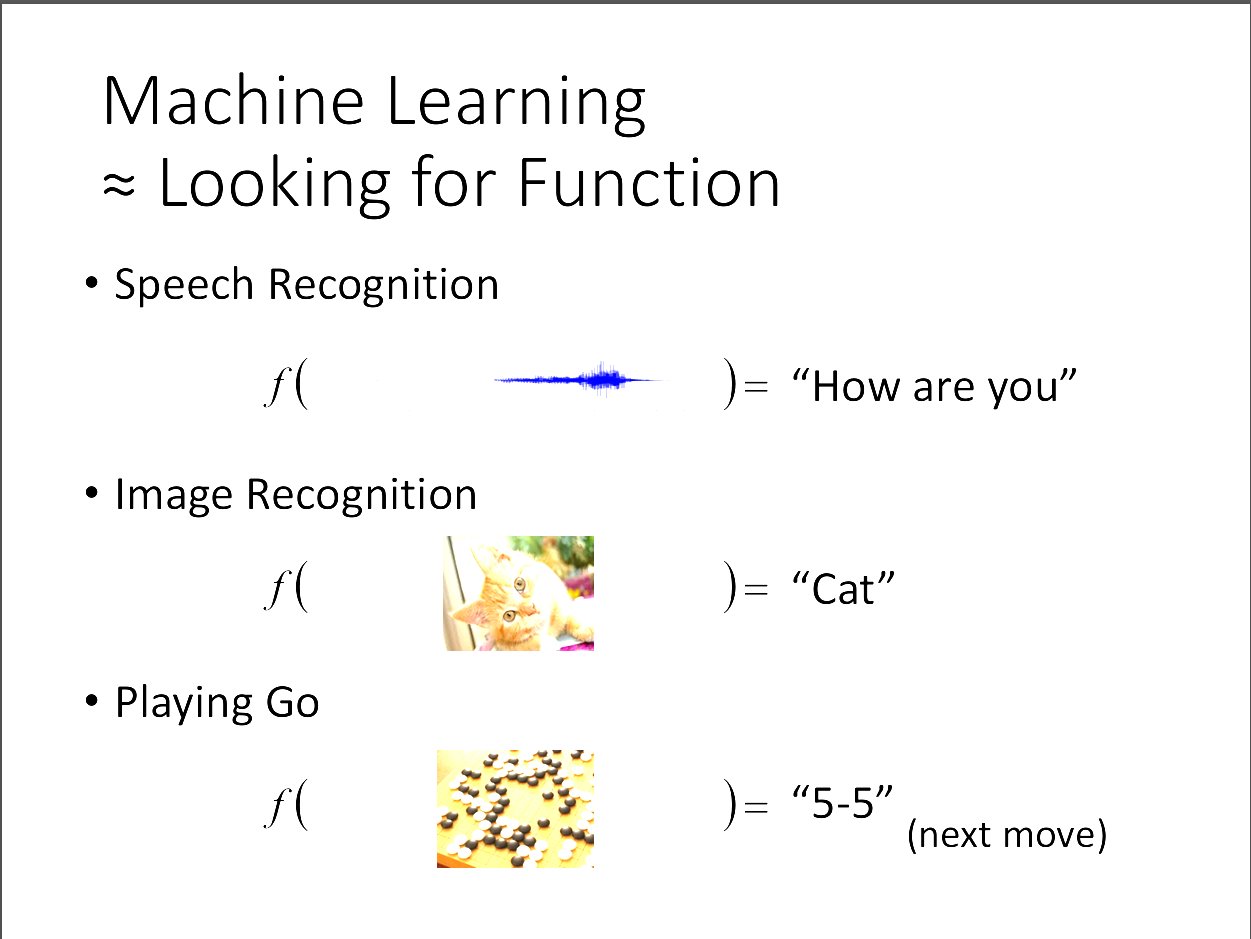 Machine Learning
≈ Looking for Function
• Speech Recognition
f( )= “How are you”
• Image Recognition
f( )= “Cat”
• Playing Go
f( )= “5-5”
(next move)